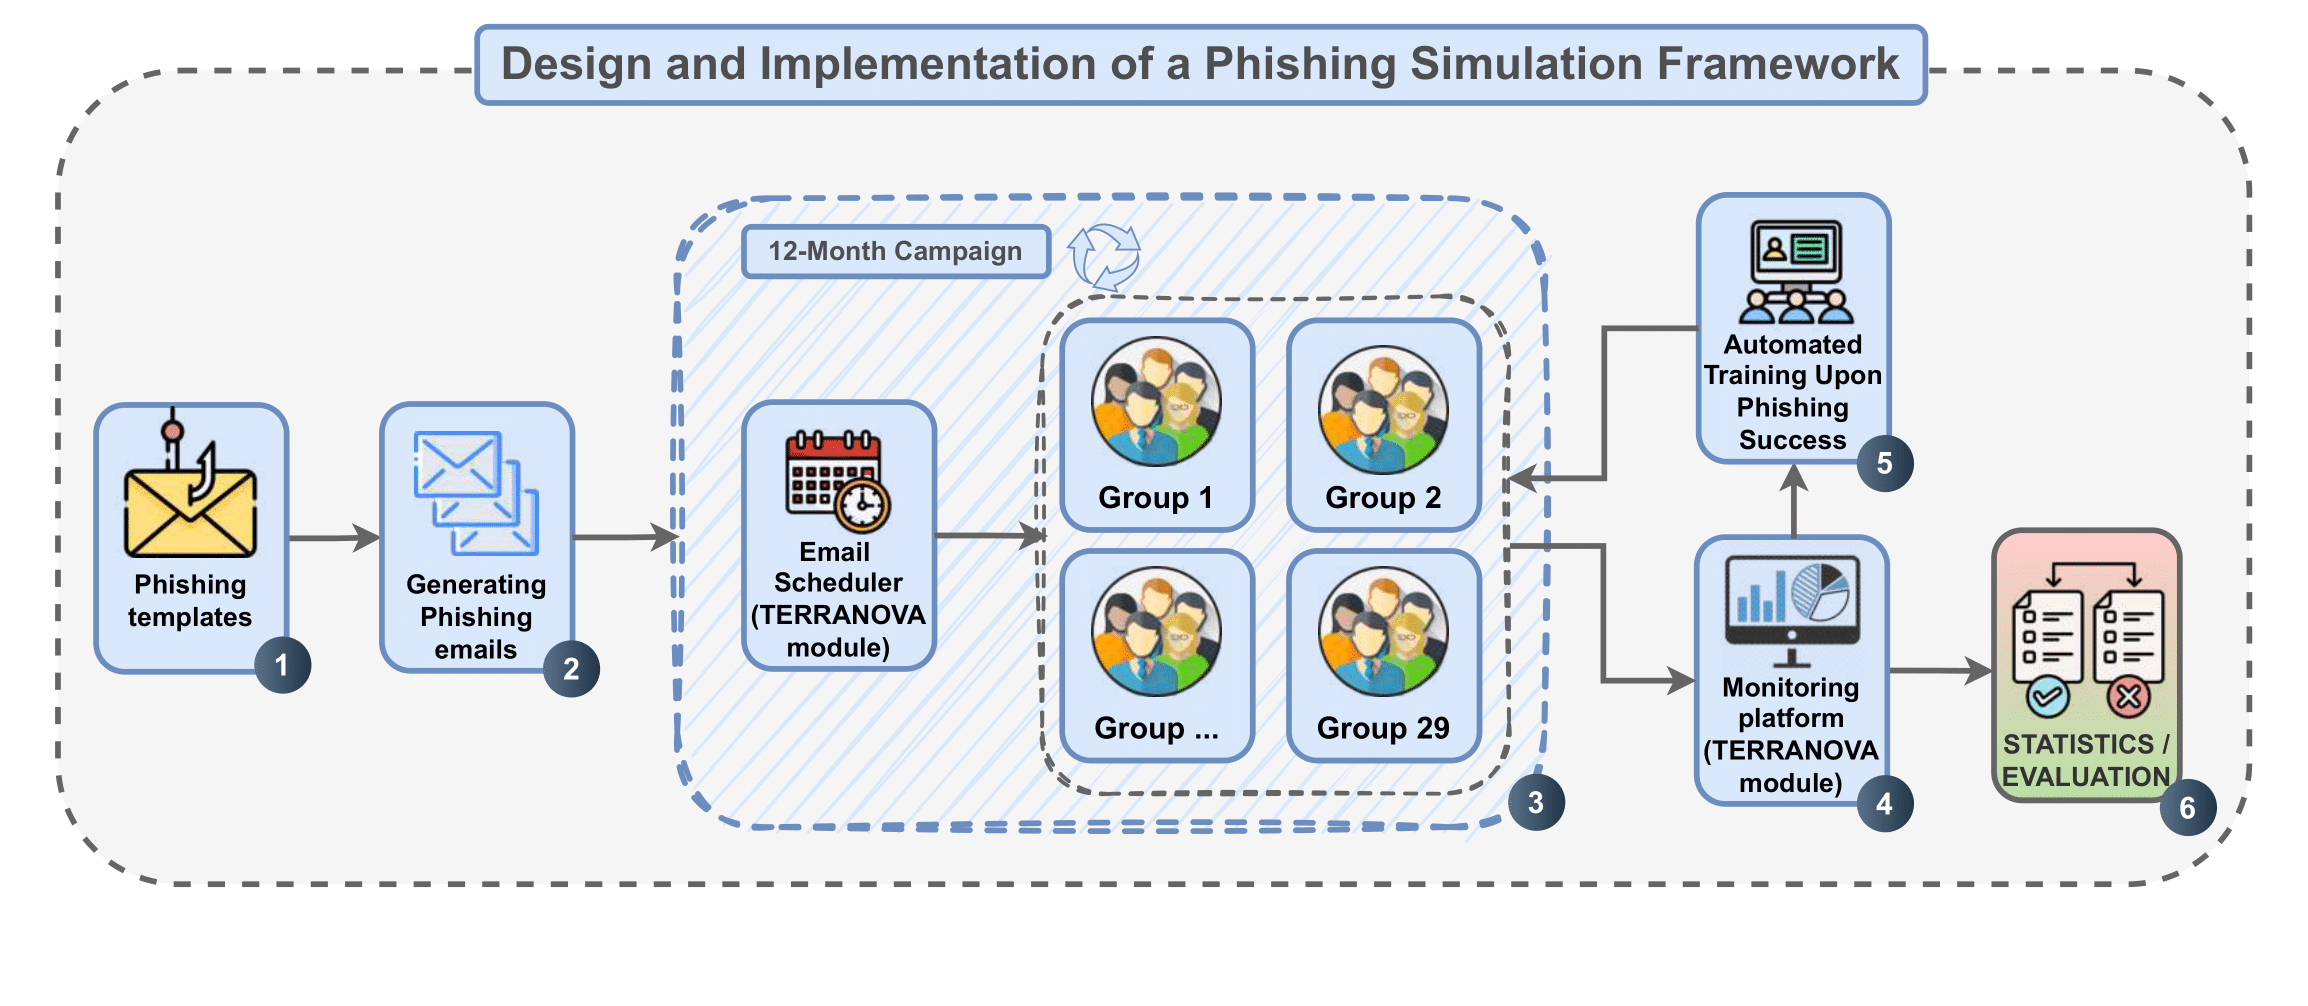 Design and Implementation of a Phishing Simulation Framework
12-Month Campaign
Phishing
templates
1
Generating
Phishing
emails
2
Email
Scheduler
(TERRANOVA
module)
Group 1
Group 2
Group ...
Group 29
3
Monitoring
platform
(TERRANOVA
module)
4
Automated
Training Upon
Phishing
Success
5
STATISTICS /
EVALUATION
6